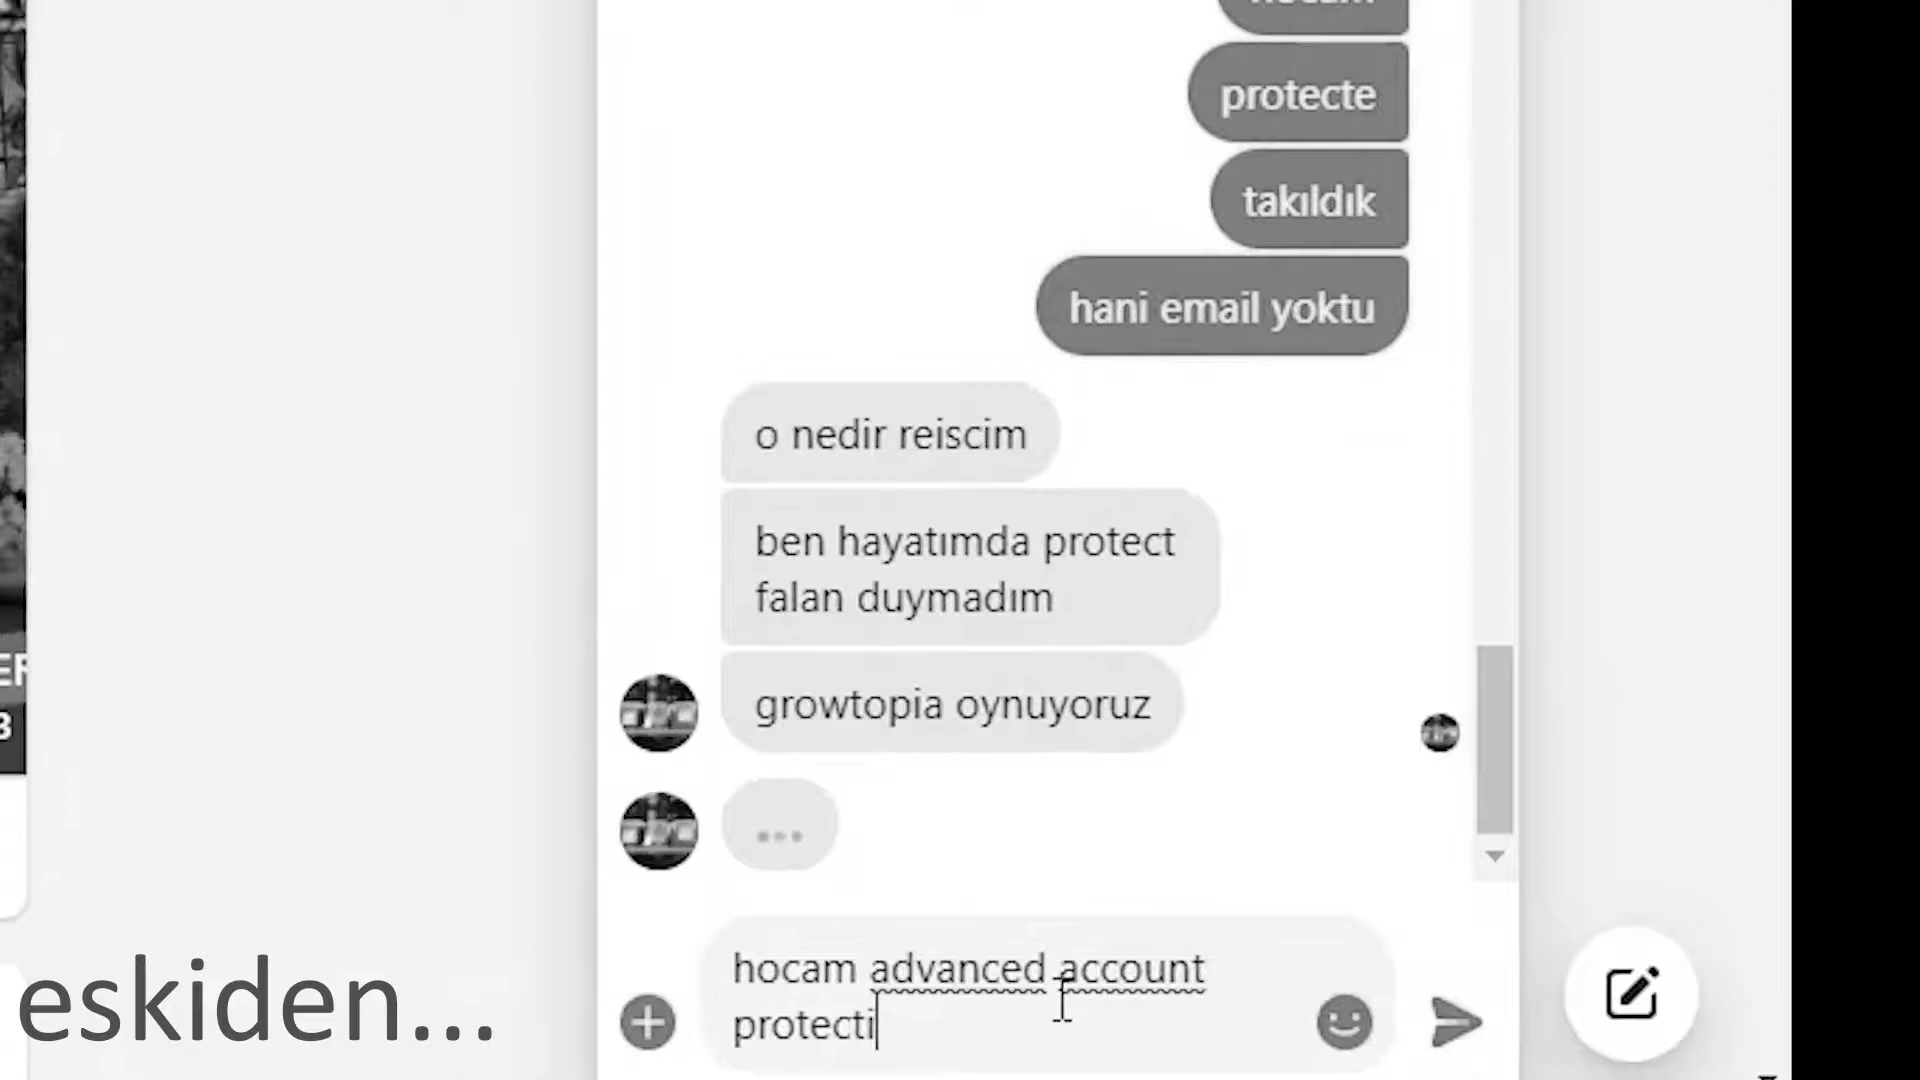 hocam
protecte
takıldık
hani email yoktu
o nedir reiscim
ben hayatımda protect
falan duymadım
growtopia oynuyoruz
hocam advanced account
protecti
eskiden...